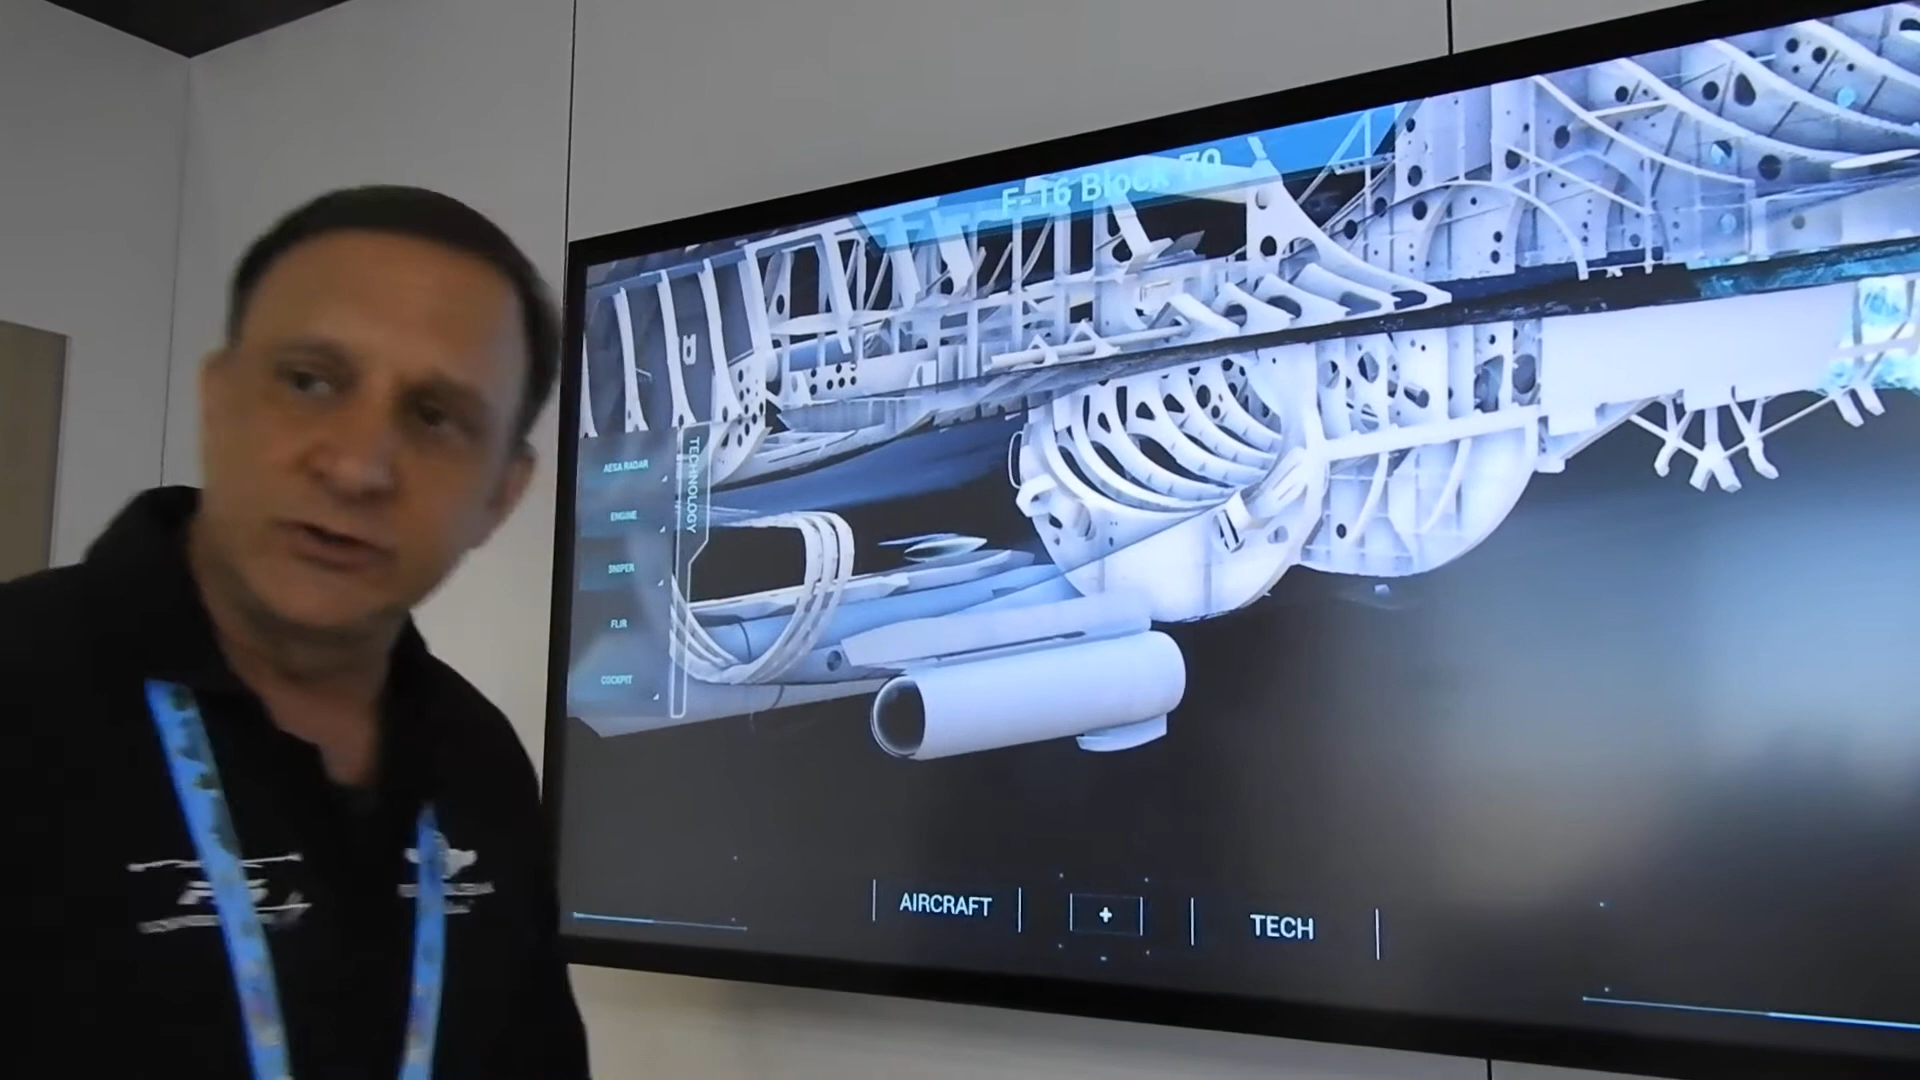 F-16 Block 70
TECHNOLOGY
AESA RADAR
ENGINE
SNIPER
FLIR
COCKPIT
AIRCRAFT
+
TECH